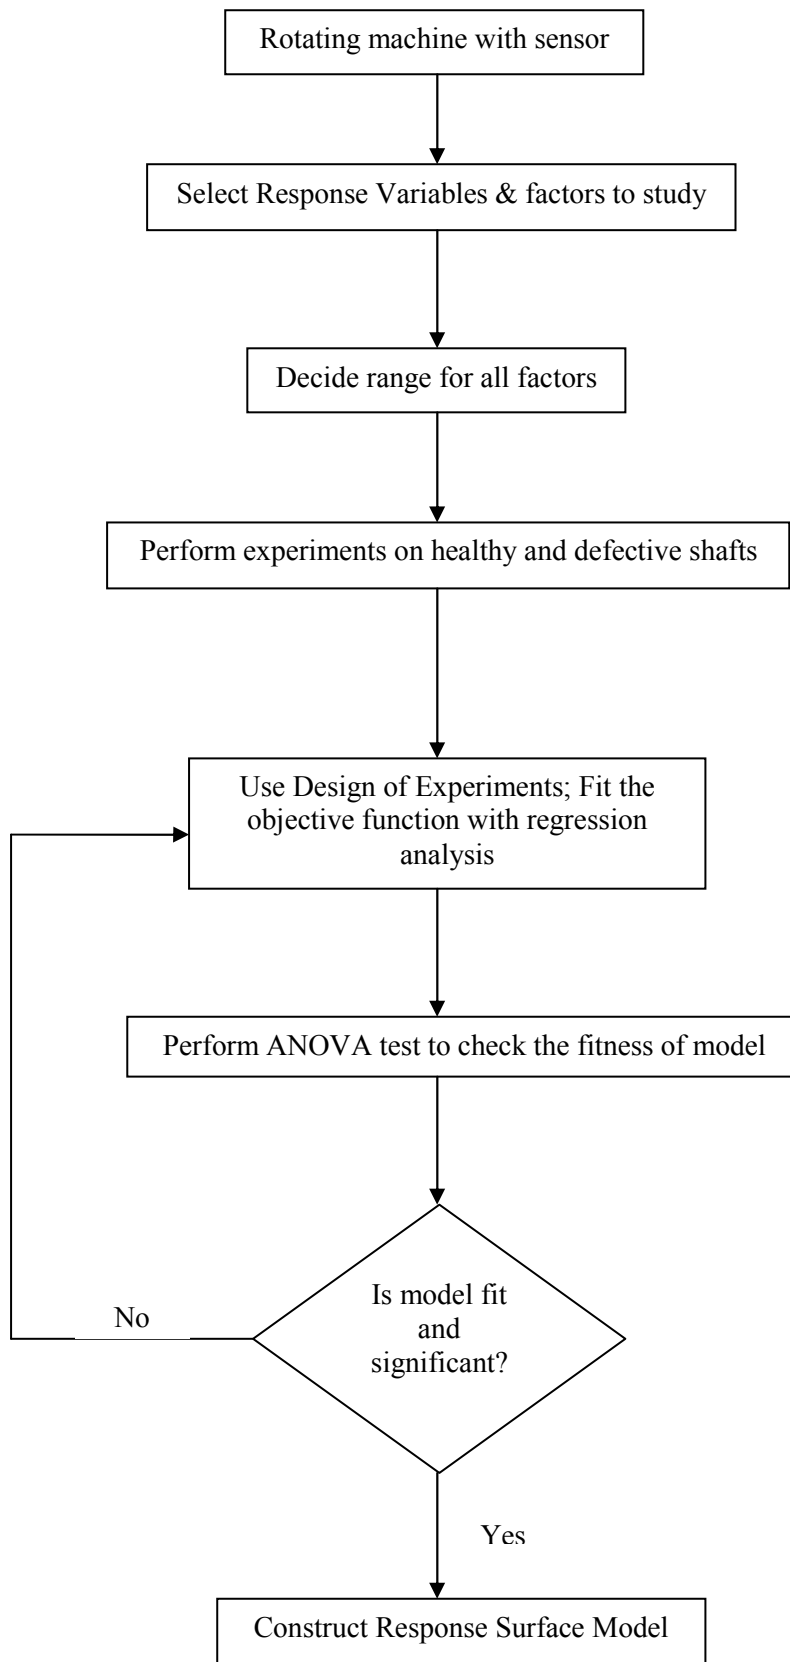 Rotating machine with sensor
Select Response Variables & factors to study
Decide range for all factors
Perform experiments on healthy and defective shafts
Use Design of Experiments; Fit the
objective function with regression
analysis
Perform ANOVA test to check the fitness of model
Is model fit
and
significant?
No
Yes
Construct Response Surface Model